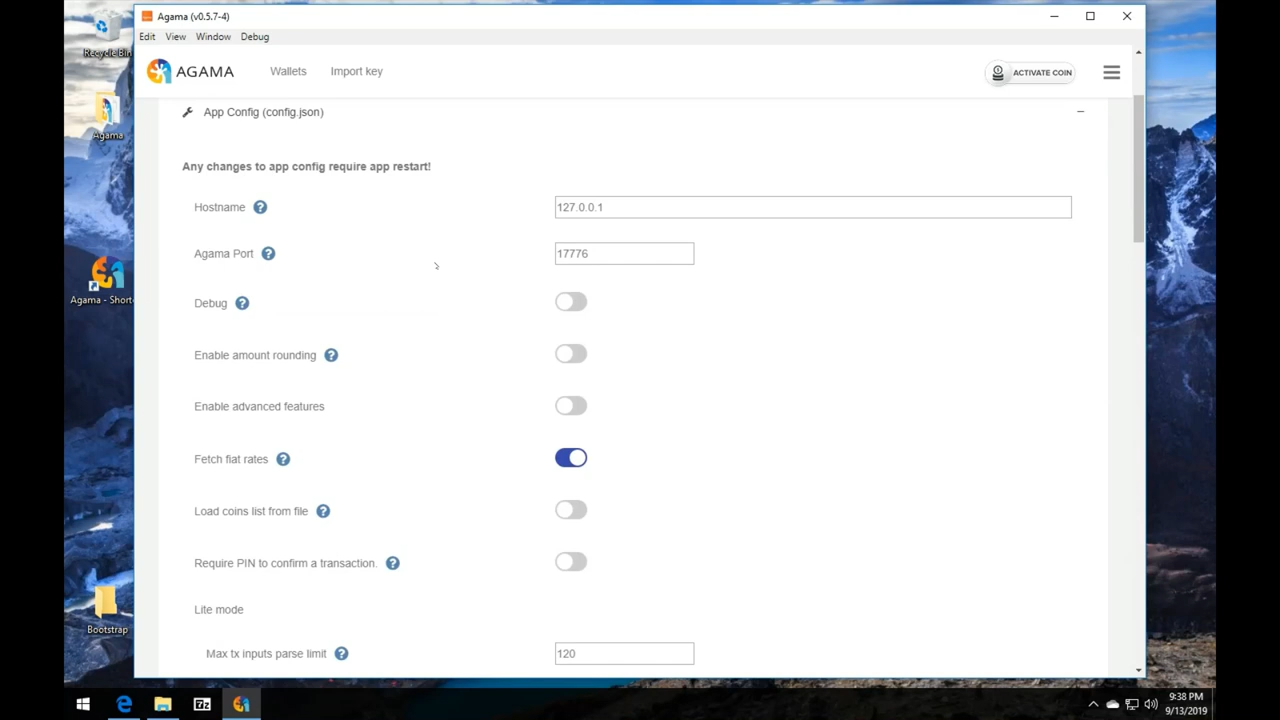 Recycle Bin
Agama
Agama - Short
Bootstrap
Agama (v0.5.7-4)
Edit View Window Debug
AGAMA Wallets Import key ACTIVATE COIN
App Config (config.json)
Any changes to app config require app restart!
Hostname ? 127.0.0.1
Agama Port ? 17776
Debug ?
Enable amount rounding ?
Enable advanced features
Fetch fiat rates ?
Load coins list from file ?
Require PIN to confirm a transaction. ?
Lite mode
Max tx inputs parse limit ? 120
7z
9:38 PM
9/13/2019